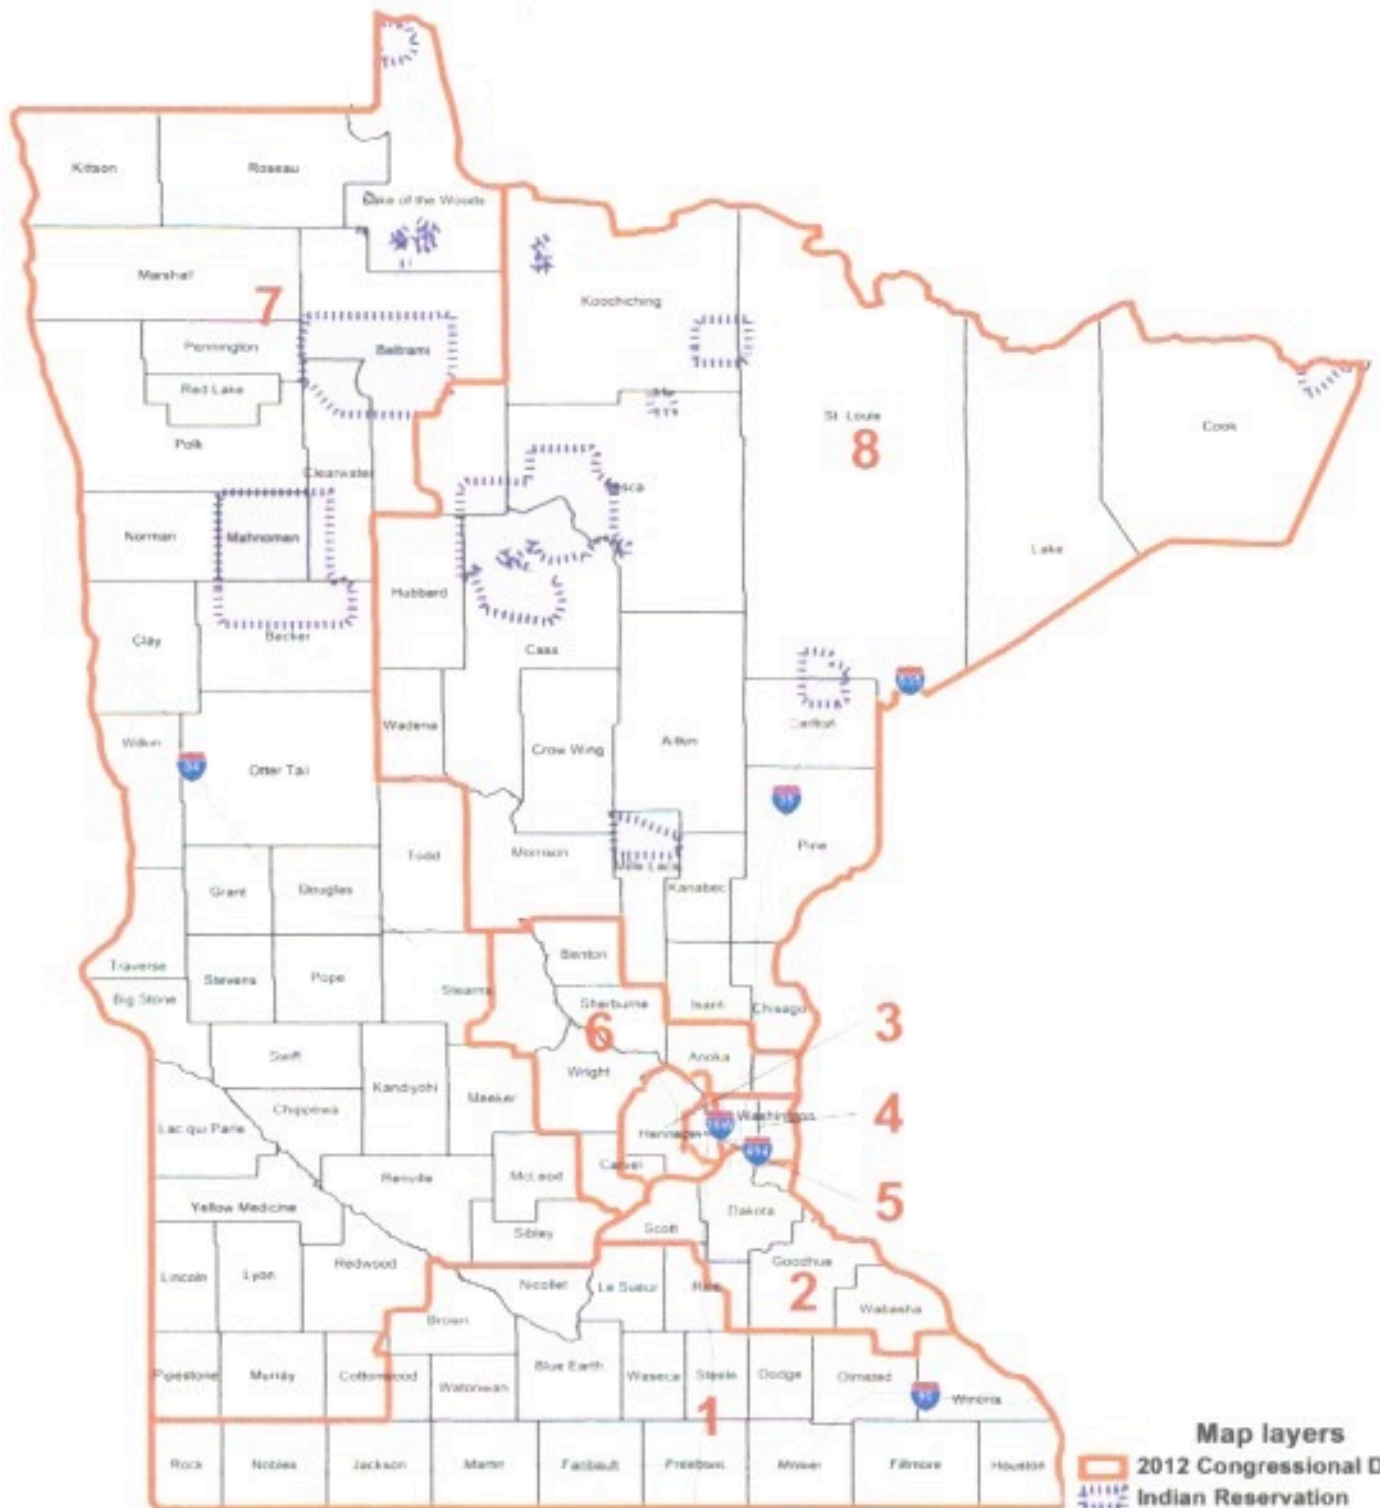 Kittson
Roseau
Lake of the Woods
Marshall
7
Koochiching
Pennington
Beltrami
Red Lake
St. Louis
8
Cook
Polk
Clearwater
Itasca
Norman
Mahnomen
Lake
Hubbard
Clay
Becker
Cass
Carlton
Wadena
Wilkin
Crow Wing
Aitkin
Otter Tail
35
94
Pine
Todd
Morrison
Mille Lacs
Kanabec
Grant
Douglas
Benton
Traverse
Stevens
Pope
Stearns
Big Stone
Sherburne
Isanti
Chisago
3
6
Swift
Anoka
Wright
Kandiyohi
Meeker
Chippewa
Washington
4
Lac qui Parle
Hennepin
494
Carver
McLeod
Renville
5
Yellow Medicine
Dakota
Scott
Sibley
Redwood
Goodhue
Lincoln
Lyon
Nicollet
Le Sueur
Rice
2
Wabasha
Brown
Blue Earth
Pipestone
Murray
Cottonwood
Watonwan
Waseca
Steele
Dodge
Olmsted
90
Winona
1
Rock
Nobles
Jackson
Martin
Faribault
Freeborn
Mower
Fillmore
Houston
Map layers
2012 Congressional D
Indian Reservation